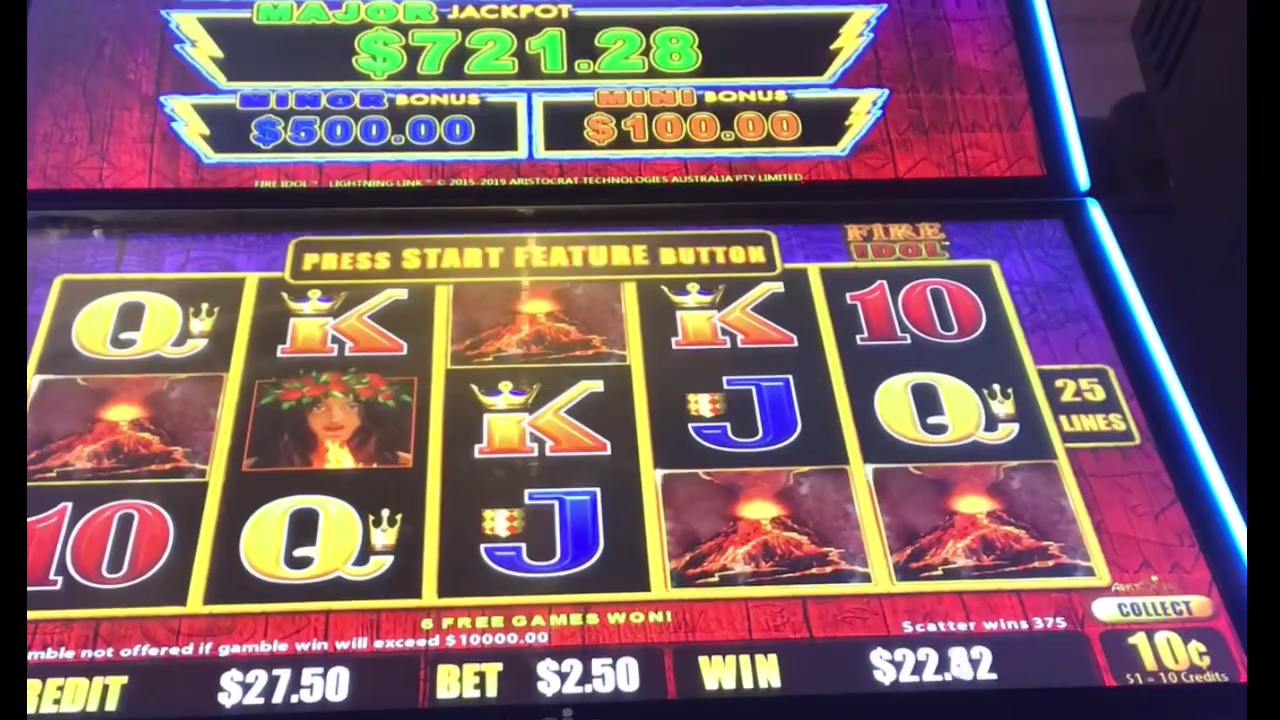 MAJOR JACKPOT
$721.28
MINOR BONUS
MINI BONUS
$500.00
$100.00
FIRE IDOL™ LIGHTNING LINK™ © 2015-2019 ARISTOCRAT TECHNOLOGIES AUSTRALIA PTY LIMITED
FIRE
IDOL™
PRESS START FEATURE BUTTON
Q K K 10
K J Q
10 Q J
25
LINES
6 FREE GAMES WON!
Scatter wins 375
mble not offered if gamble win will exceed $10000.00
COLLECT
REDIT $27.50 BET $2.50 WIN
10¢
$1 = 10 Credits